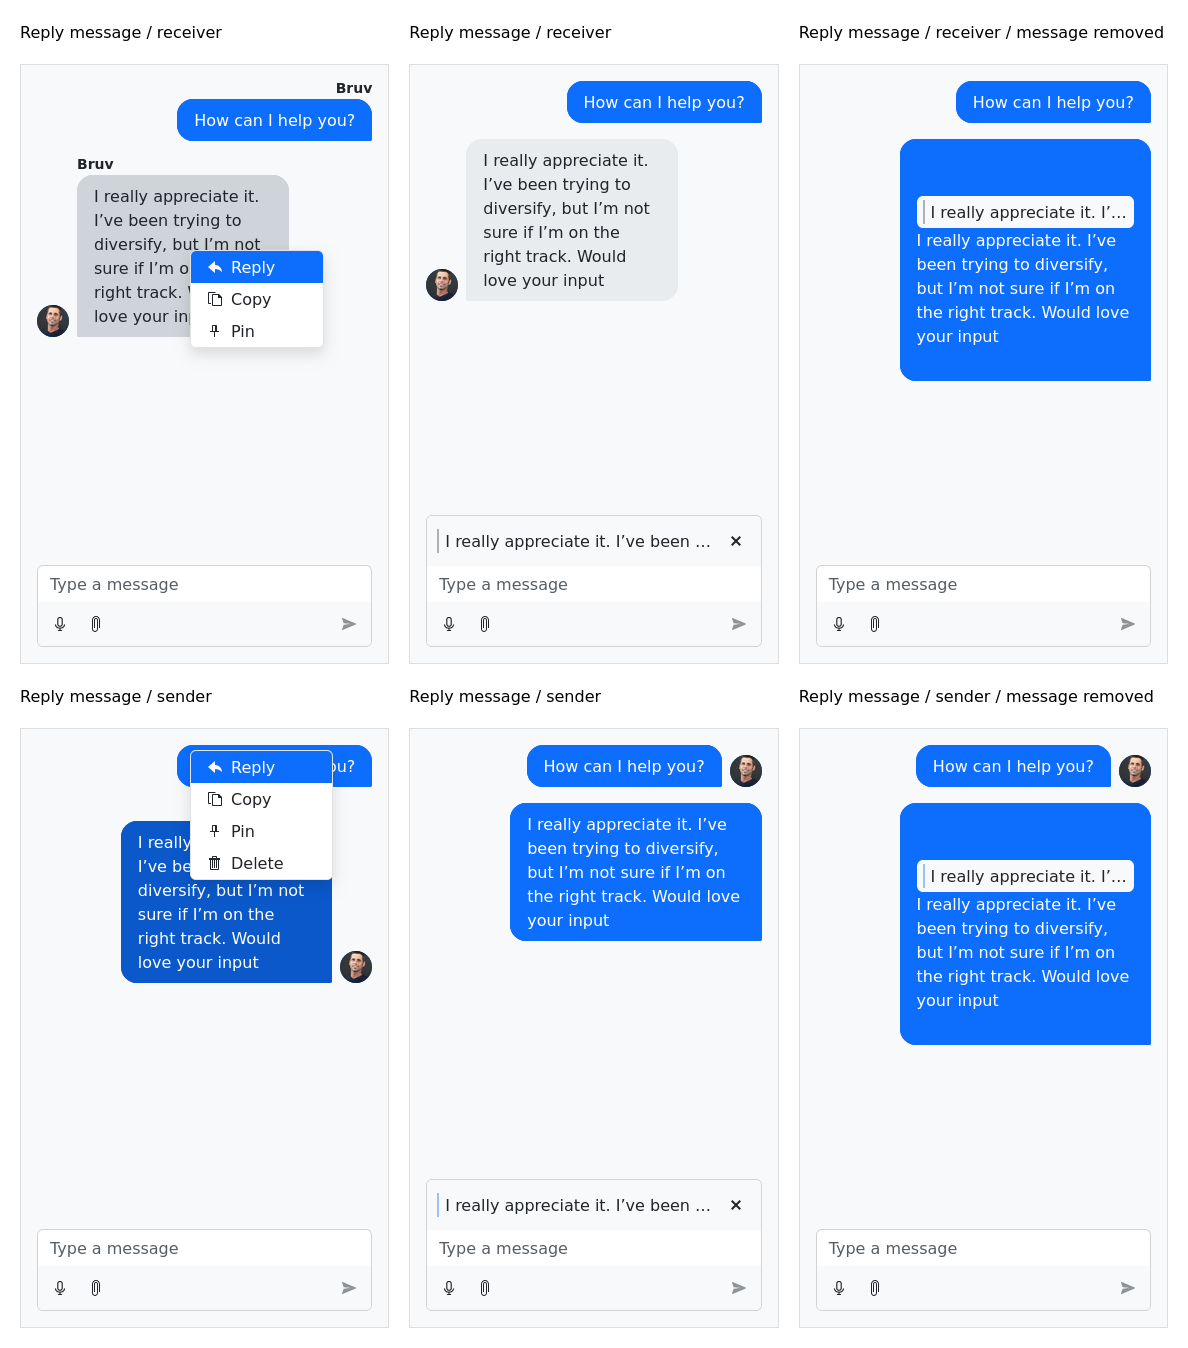 Reply message / receiver
Bruv
How can I help you?
Bruv
I really appreciate it.
I’ve been trying to
diversify, but I’m not
sure if I’m o
right track.
love your in
Reply
Copy
Pin
Type a message
Reply message / receiver
How can I help you?
I really appreciate it.
I’ve been trying to
diversify, but I’m not
sure if I’m on the
right track. Would
love your input
I really appreciate it. I’ve been ...
Type a message
Reply message / receiver / message removed
How can I help you?
I really appreciate it. I’...
I really appreciate it. I’ve
been trying to diversify,
but I’m not sure if I’m on
the right track. Would love
your input
Type a message
Reply message / sender
ou?
Reply
Copy
Pin
Delete
I really
I’ve be
diversify, but I’m not
sure if I’m on the
right track. Would
love your input
Type a message
Reply message / sender
How can I help you?
I really appreciate it. I’ve
been trying to diversify,
but I’m not sure if I’m on
the right track. Would love
your input
I really appreciate it. I’ve been ...
Type a message
Reply message / sender / message removed
How can I help you?
I really appreciate it. I’...
I really appreciate it. I’ve
been trying to diversify,
but I’m not sure if I’m on
the right track. Would love
your input
Type a message